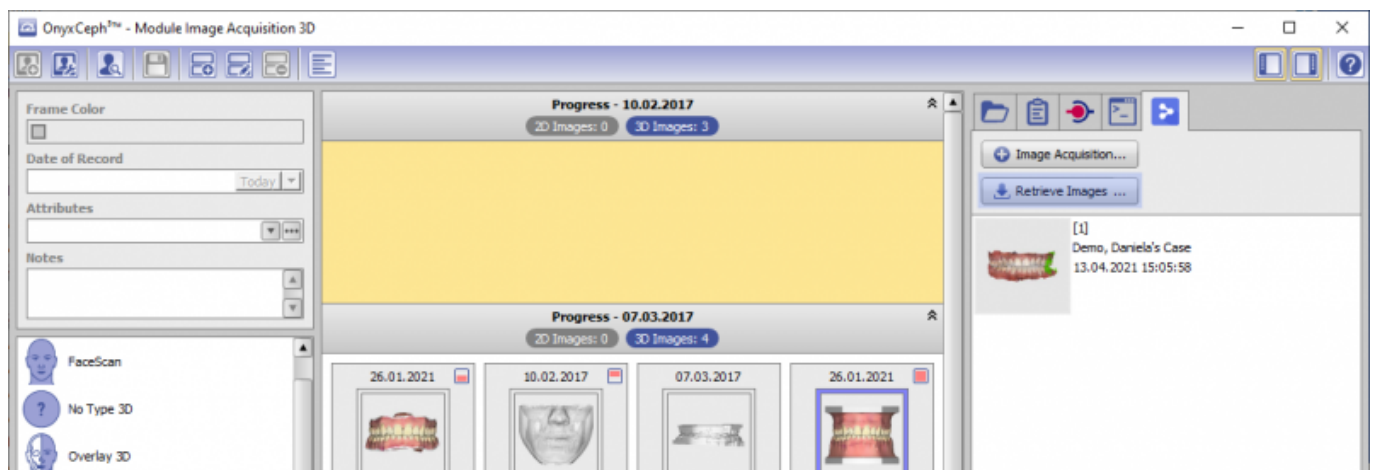 OnyxCeph³™ - Module Image Acquisition 3D
Frame Color
Date of Record
Today
Attributes
Notes
FaceScan
? No Type 3D
Overlay 3D
Progress - 10.02.2017
2D Images: 0 3D Images: 3
Progress - 07.03.2017
2D Images: 0 3D Images: 4
26.01.2021 10.02.2017 07.03.2017 26.01.2021
Image Acquisition...
Retrieve Images ...
[1]
Demo, Daniela's Case
13.04.2021 15:05:58